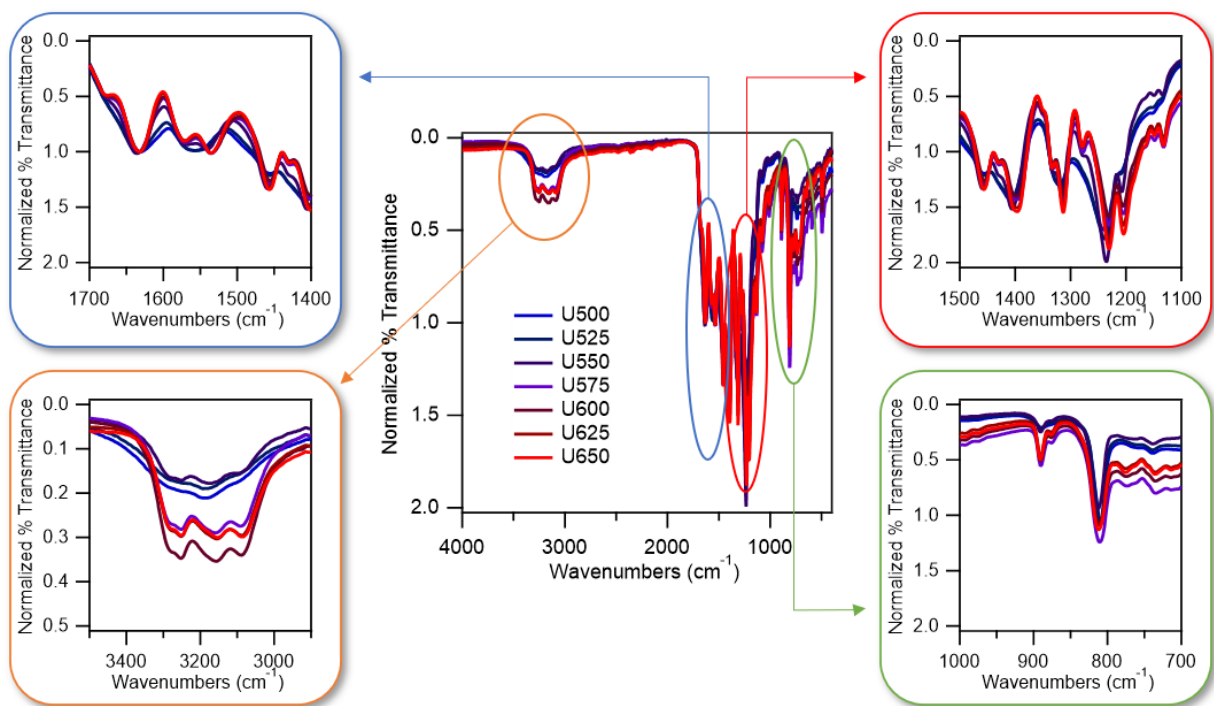 0.0
0.5
1.0
1.5
2.0
Normalized % Transmittance
1700
1600
1500
1400
Wavenumbers (cm⁻¹)
0.0
0.5
1.0
1.5
2.0
Normalized % Transmittance
4000
3000
2000
1000
Wavenumbers (cm⁻¹)
U500
U525
U550
U575
U600
U625
U650
0.0
0.5
1.0
1.5
2.0
Normalized % Transmittance
1500
1400
1300
1200
1100
Wavenumbers (cm⁻¹)
0.0
0.1
0.2
0.3
0.4
0.5
Normalized % Transmittance
3400
3200
3000
Wavenumbers (cm⁻¹)
0.0
0.5
1.0
1.5
2.0
Normalized % Transmittance
1000
900
800
700
Wavenumbers (cm⁻¹)